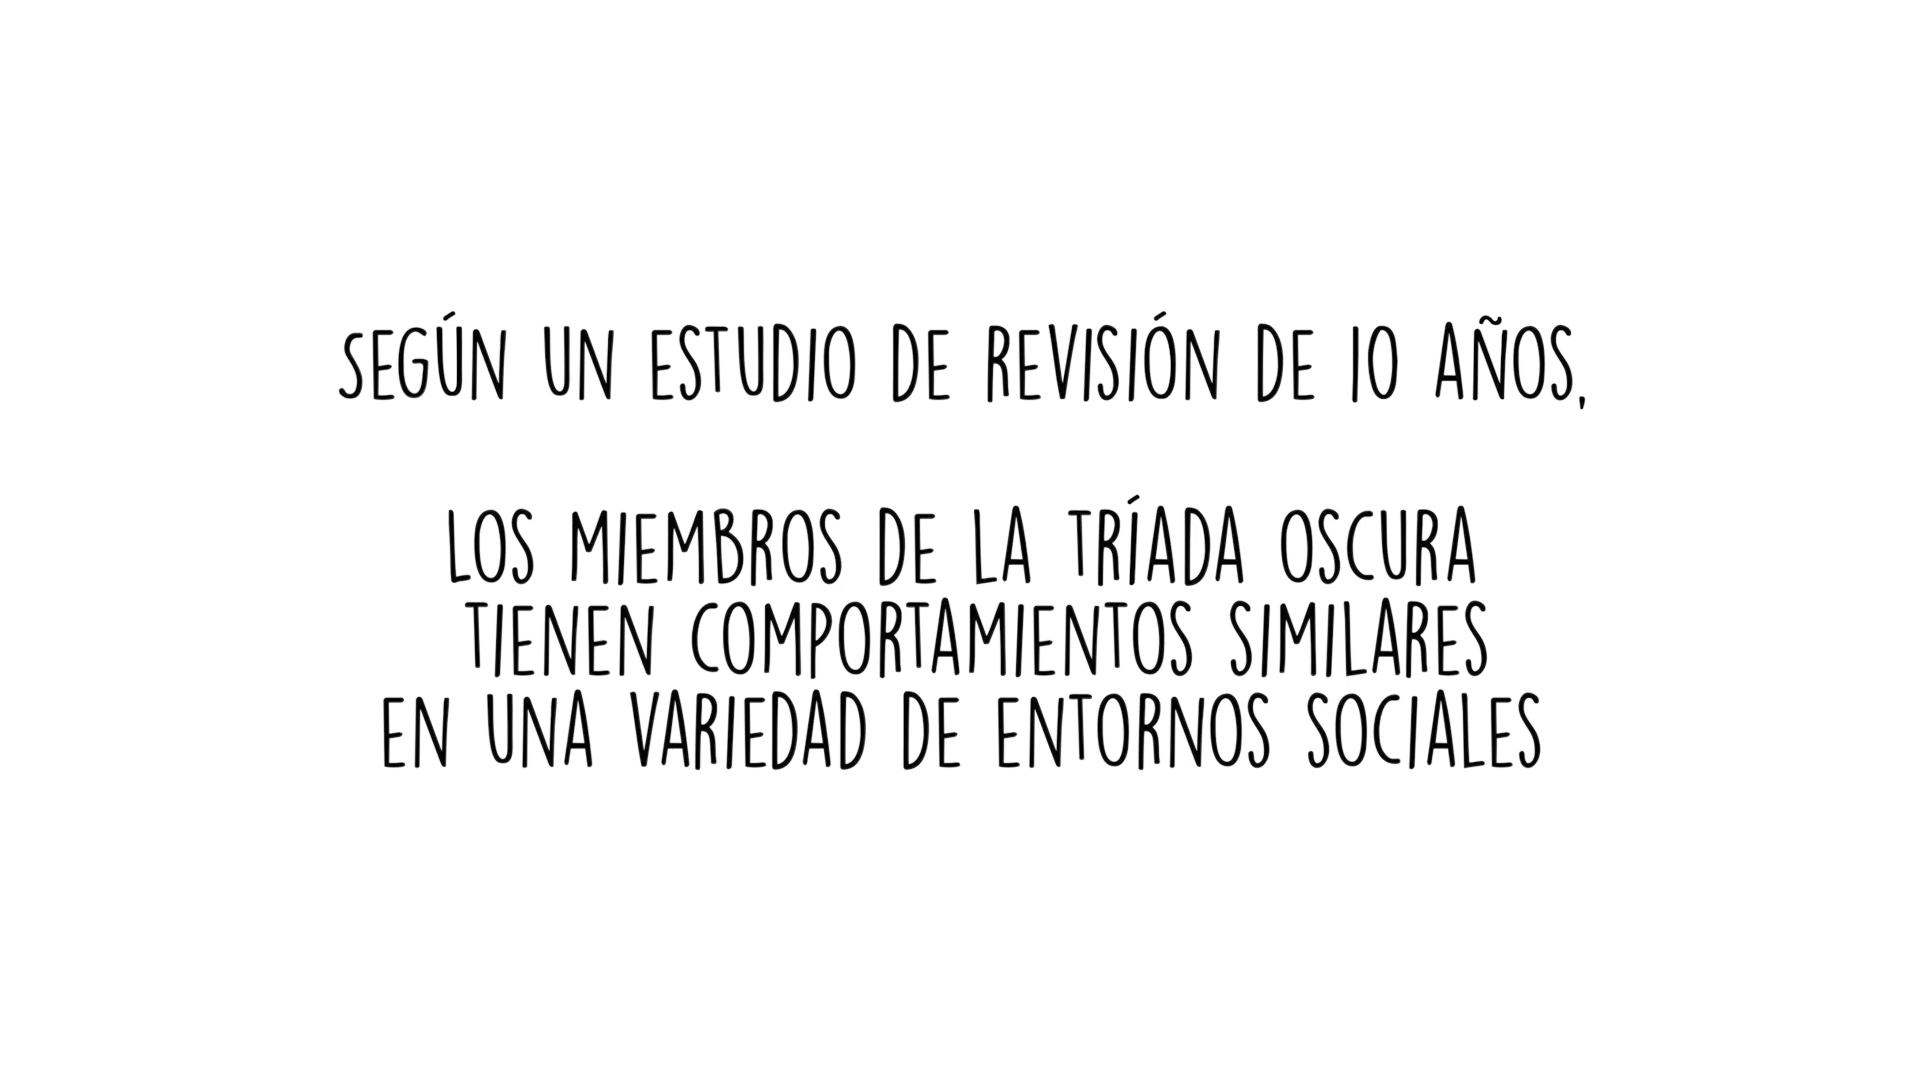 SEGÚN UN ESTUDIO DE REVISIÓN DE 10 AÑOS,
LOS MIEMBROS DE LA TRÍADA OSCURA
TIENEN COMPORTAMIENTOS SIMILARES
EN UNA VARIEDAD DE ENTORNOS SOCIALES